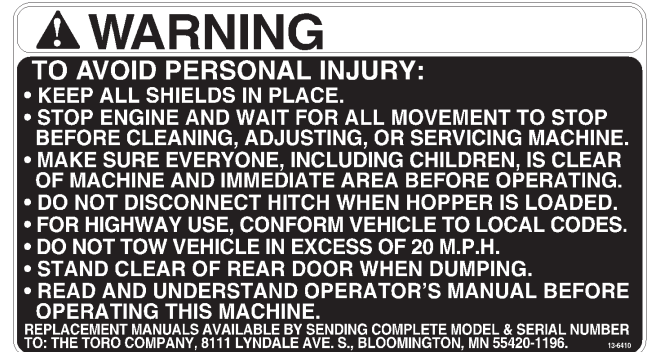 WARNING
TO AVOID PERSONAL INJURY:
• KEEP ALL SHIELDS IN PLACE.
• STOP ENGINE AND WAIT FOR ALL MOVEMENT TO STOP
BEFORE CLEANING, ADJUSTING, OR SERVICING MACHINE.
• MAKE SURE EVERYONE, INCLUDING CHILDREN, IS CLEAR
OF MACHINE AND IMMEDIATE AREA BEFORE OPERATING.
• DO NOT DISCONNECT HITCH WHEN HOPPER IS LOADED.
• FOR HIGHWAY USE, CONFORM VEHICLE TO LOCAL CODES.
• DO NOT TOW VEHICLE IN EXCESS OF 20 M.P.H.
• STAND CLEAR OF REAR DOOR WHEN DUMPING.
• READ AND UNDERSTAND OPERATOR'S MANUAL BEFORE
OPERATING THIS MACHINE.
REPLACEMENT MANUALS AVAILABLE BY SENDING COMPLETE MODEL & SERIAL NUMBER
TO: THE TORO COMPANY, 8111 LYNDALE AVE. S., BLOOMINGTON, MN 55420-1196. 13-6410